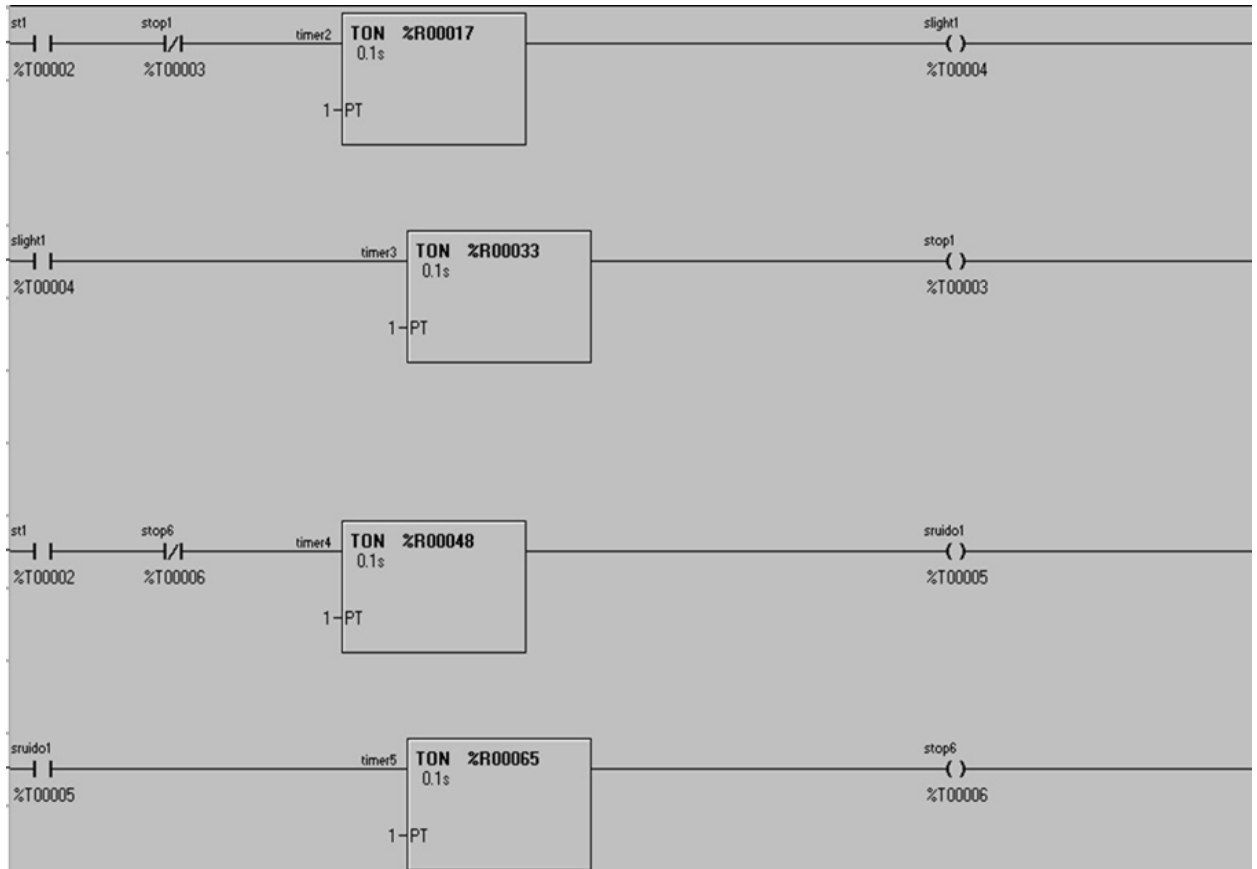 st1 stop1 timer2 TON %R00017 slight1
0.1s
%T00002 %T00003 %T00004
1 PT
slight1 timer3 TON %R00033 stop1
0.1s
%T00004 %T00003
1 PT
st1 stop6 timer4 TON %R00048 sruido1
0.1s
%T00002 %T00006 %T00005
1 PT
sruido1 timer5 TON %R00065 stop6
0.1s
%T00005 %T00006
1 PT